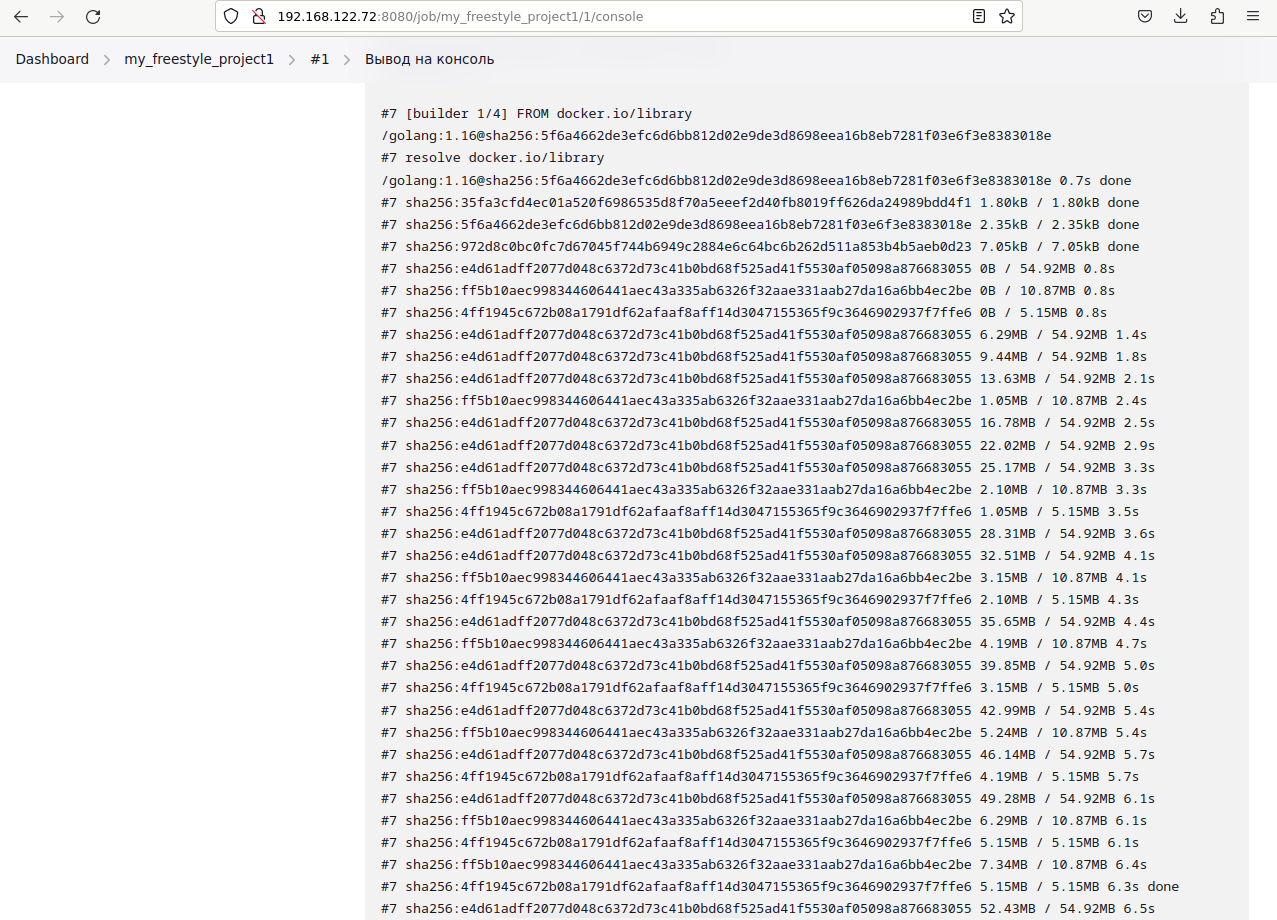 192.168.122.72:8080/job/my_freestyle_project1/1/console
Dashboard my_freestyle_project1 #1 Вывод на консоль
#7 [builder 1/4] FROM docker.io/library
/golang:1.16@sha256:5f6a4662de3efc6d6bb812d02e9de3d8698eea16b8eb7281f03e6f3e8383018e
#7 resolve docker.io/library
/golang:1.16@sha256:5f6a4662de3efc6d6bb812d02e9de3d8698eea16b8eb7281f03e6f3e8383018e 0.7s done
#7 sha256:35fa3cfd4ec01a520f6986535d8f70a5eeef2d40fb8019ff626da24989bdd4f1 1.80kB / 1.80kB done
#7 sha256:5f6a4662de3efc6d6bb812d02e9de3d8698eea16b8eb7281f03e6f3e8383018e 2.35kB / 2.35kB done
#7 sha256:972d8c0bc0fc7d67045f744b6949c2884e6c64bc6b262d511a853b4b5aeb0d23 7.05kB / 7.05kB done
#7 sha256:e4d61adff2077d048c6372d73c41b0bd68f525ad41f5530af05098a876683055 0B / 54.92MB 0.8s
#7 sha256:ff5b10aec998344606441aec43a335ab6326f32aae331aab27da16a6bb4ec2be 0B / 10.87MB 0.8s
#7 sha256:4ff1945c672b08a1791df62afaaf8aff14d3047155365f9c3646902937f7ffe6 0B / 5.15MB 0.8s
#7 sha256:e4d61adff2077d048c6372d73c41b0bd68f525ad41f5530af05098a876683055 6.29MB / 54.92MB 1.4s
#7 sha256:e4d61adff2077d048c6372d73c41b0bd68f525ad41f5530af05098a876683055 9.44MB / 54.92MB 1.8s
#7 sha256:e4d61adff2077d048c6372d73c41b0bd68f525ad41f5530af05098a876683055 13.63MB / 54.92MB 2.1s
#7 sha256:ff5b10aec998344606441aec43a335ab6326f32aae331aab27da16a6bb4ec2be 1.05MB / 10.87MB 2.4s
#7 sha256:e4d61adff2077d048c6372d73c41b0bd68f525ad41f5530af05098a876683055 16.78MB / 54.92MB 2.5s
#7 sha256:e4d61adff2077d048c6372d73c41b0bd68f525ad41f5530af05098a876683055 22.02MB / 54.92MB 2.9s
#7 sha256:e4d61adff2077d048c6372d73c41b0bd68f525ad41f5530af05098a876683055 25.17MB / 54.92MB 3.3s
#7 sha256:ff5b10aec998344606441aec43a335ab6326f32aae331aab27da16a6bb4ec2be 2.10MB / 10.87MB 3.3s
#7 sha256:4ff1945c672b08a1791df62afaaf8aff14d3047155365f9c3646902937f7ffe6 1.05MB / 5.15MB 3.5s
#7 sha256:e4d61adff2077d048c6372d73c41b0bd68f525ad41f5530af05098a876683055 28.31MB / 54.92MB 3.6s
#7 sha256:e4d61adff2077d048c6372d73c41b0bd68f525ad41f5530af05098a876683055 32.51MB / 54.92MB 4.1s
#7 sha256:ff5b10aec998344606441aec43a335ab6326f32aae331aab27da16a6bb4ec2be 3.15MB / 10.87MB 4.1s
#7 sha256:4ff1945c672b08a1791df62afaaf8aff14d3047155365f9c3646902937f7ffe6 2.10MB / 5.15MB 4.3s
#7 sha256:e4d61adff2077d048c6372d73c41b0bd68f525ad41f5530af05098a876683055 35.65MB / 54.92MB 4.4s
#7 sha256:ff5b10aec998344606441aec43a335ab6326f32aae331aab27da16a6bb4ec2be 4.19MB / 10.87MB 4.7s
#7 sha256:e4d61adff2077d048c6372d73c41b0bd68f525ad41f5530af05098a876683055 39.85MB / 54.92MB 5.0s
#7 sha256:4ff1945c672b08a1791df62afaaf8aff14d3047155365f9c3646902937f7ffe6 3.15MB / 5.15MB 5.0s
#7 sha256:e4d61adff2077d048c6372d73c41b0bd68f525ad41f5530af05098a876683055 42.99MB / 54.92MB 5.4s
#7 sha256:ff5b10aec998344606441aec43a335ab6326f32aae331aab27da16a6bb4ec2be 5.24MB / 10.87MB 5.4s
#7 sha256:e4d61adff2077d048c6372d73c41b0bd68f525ad41f5530af05098a876683055 46.14MB / 54.92MB 5.7s
#7 sha256:4ff1945c672b08a1791df62afaaf8aff14d3047155365f9c3646902937f7ffe6 4.19MB / 5.15MB 5.7s
#7 sha256:e4d61adff2077d048c6372d73c41b0bd68f525ad41f5530af05098a876683055 49.28MB / 54.92MB 6.1s
#7 sha256:ff5b10aec998344606441aec43a335ab6326f32aae331aab27da16a6bb4ec2be 6.29MB / 10.87MB 6.1s
#7 sha256:4ff1945c672b08a1791df62afaaf8aff14d3047155365f9c3646902937f7ffe6 5.15MB / 5.15MB 6.1s
#7 sha256:ff5b10aec998344606441aec43a335ab6326f32aae331aab27da16a6bb4ec2be 7.34MB / 10.87MB 6.4s
#7 sha256:4ff1945c672b08a1791df62afaaf8aff14d3047155365f9c3646902937f7ffe6 5.15MB / 5.15MB 6.3s done
#7 sha256:e4d61adff2077d048c6372d73c41b0bd68f525ad41f5530af05098a876683055 52.43MB / 54.92MB 6.5s